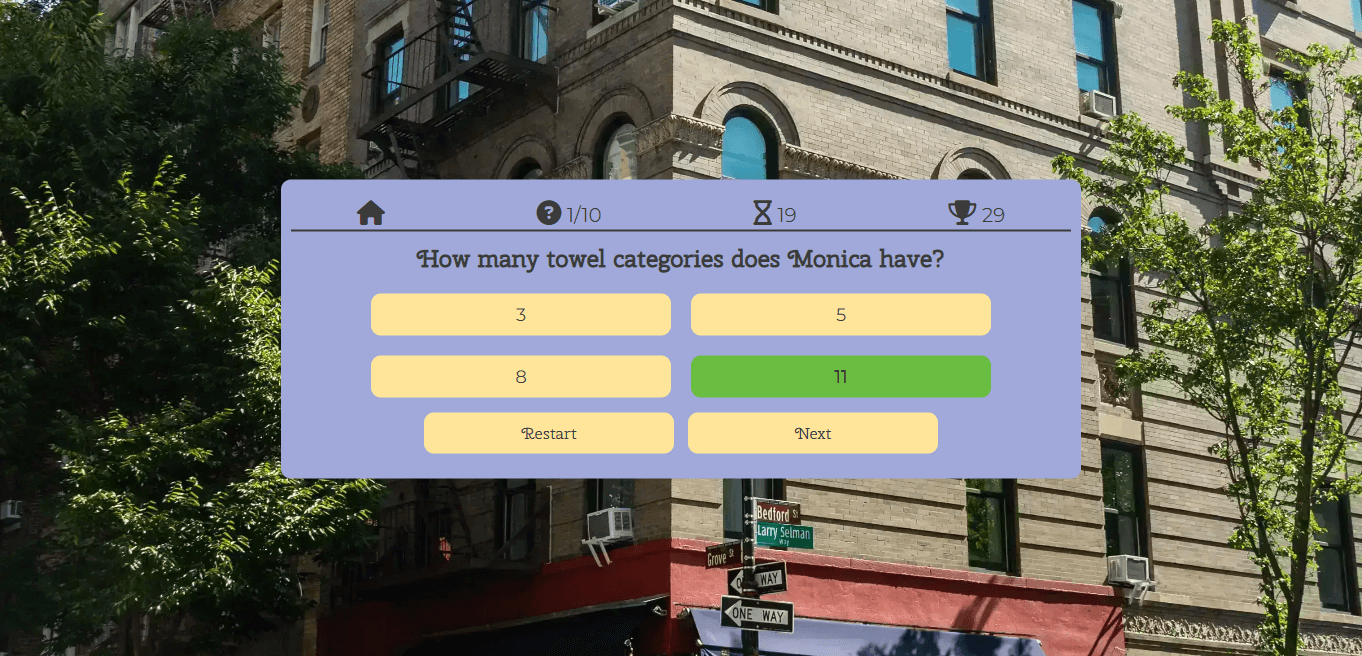 1/10
19
29
How many towel categories does Monica have?
3
5
8
11
Restart
Next
Bedford St
Larry Selman
Way
Grove St
ONE WAY
ONE WAY